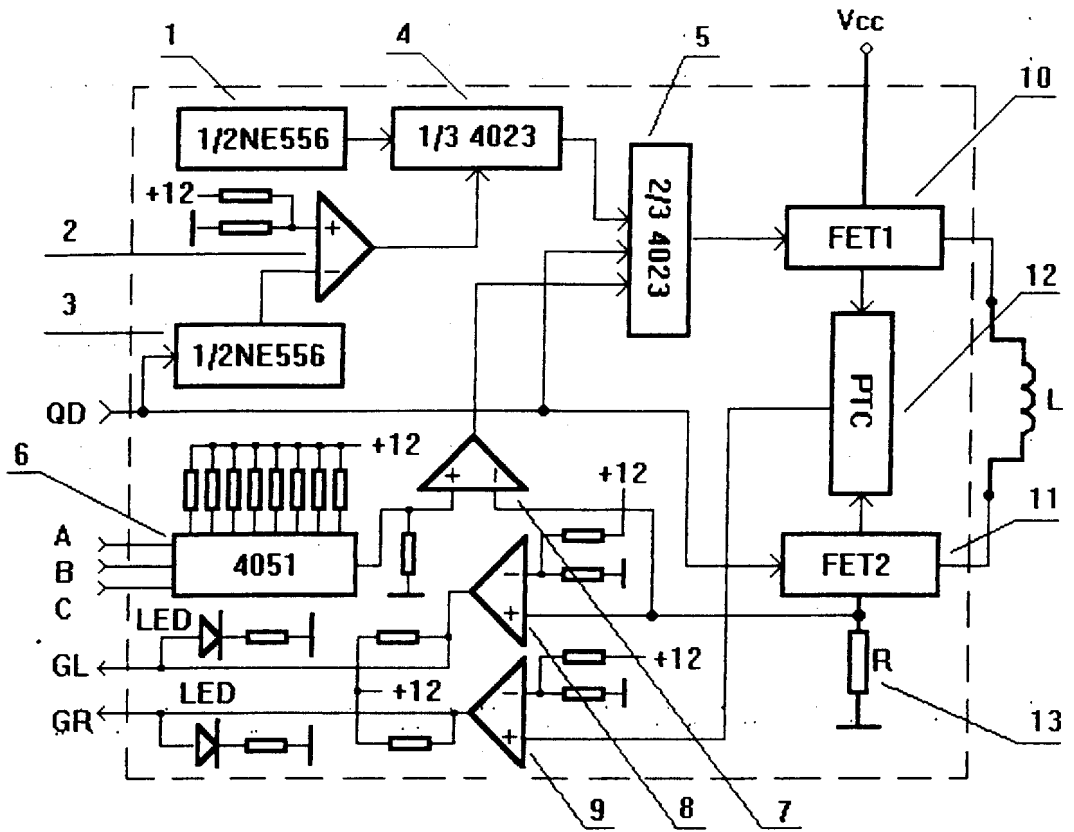 1
4
5
Vcc
10
1/2NE556
1/3 4023
+12
2/3 4023
2
+
−
FET1
12
3
1/2NE556
PTC
L
QD
+12
6
+ −
+12
11
A
B
C
4051
−
+
FET2
LED
GL
+12
R
LED
+12
−
+
GR
13
9
8
7